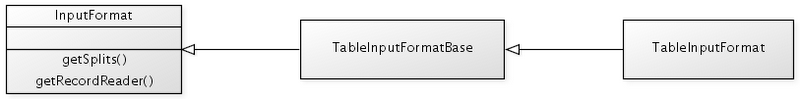 InputFormat
getSplits()
getRecordReader()
TableInputFormatBase
TableInputFormat